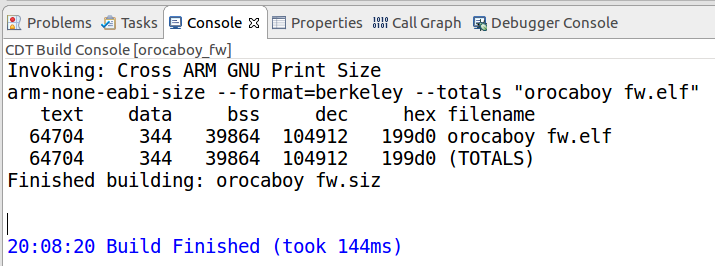 Problems Tasks Console Properties Call Graph Debugger Console
CDT Build Console [orocaboy_fw]
Invoking: Cross ARM GNU Print Size
arm-none-eabi-size --format=berkeley --totals "orocaboy fw.elf"
   text    data     bss     dec     hex filename
  64704     344   39864  104912   199d0 orocaboy fw.elf
  64704     344   39864  104912   199d0 (TOTALS)
Finished building: orocaboy fw.siz
20:08:20 Build Finished (took 144ms)